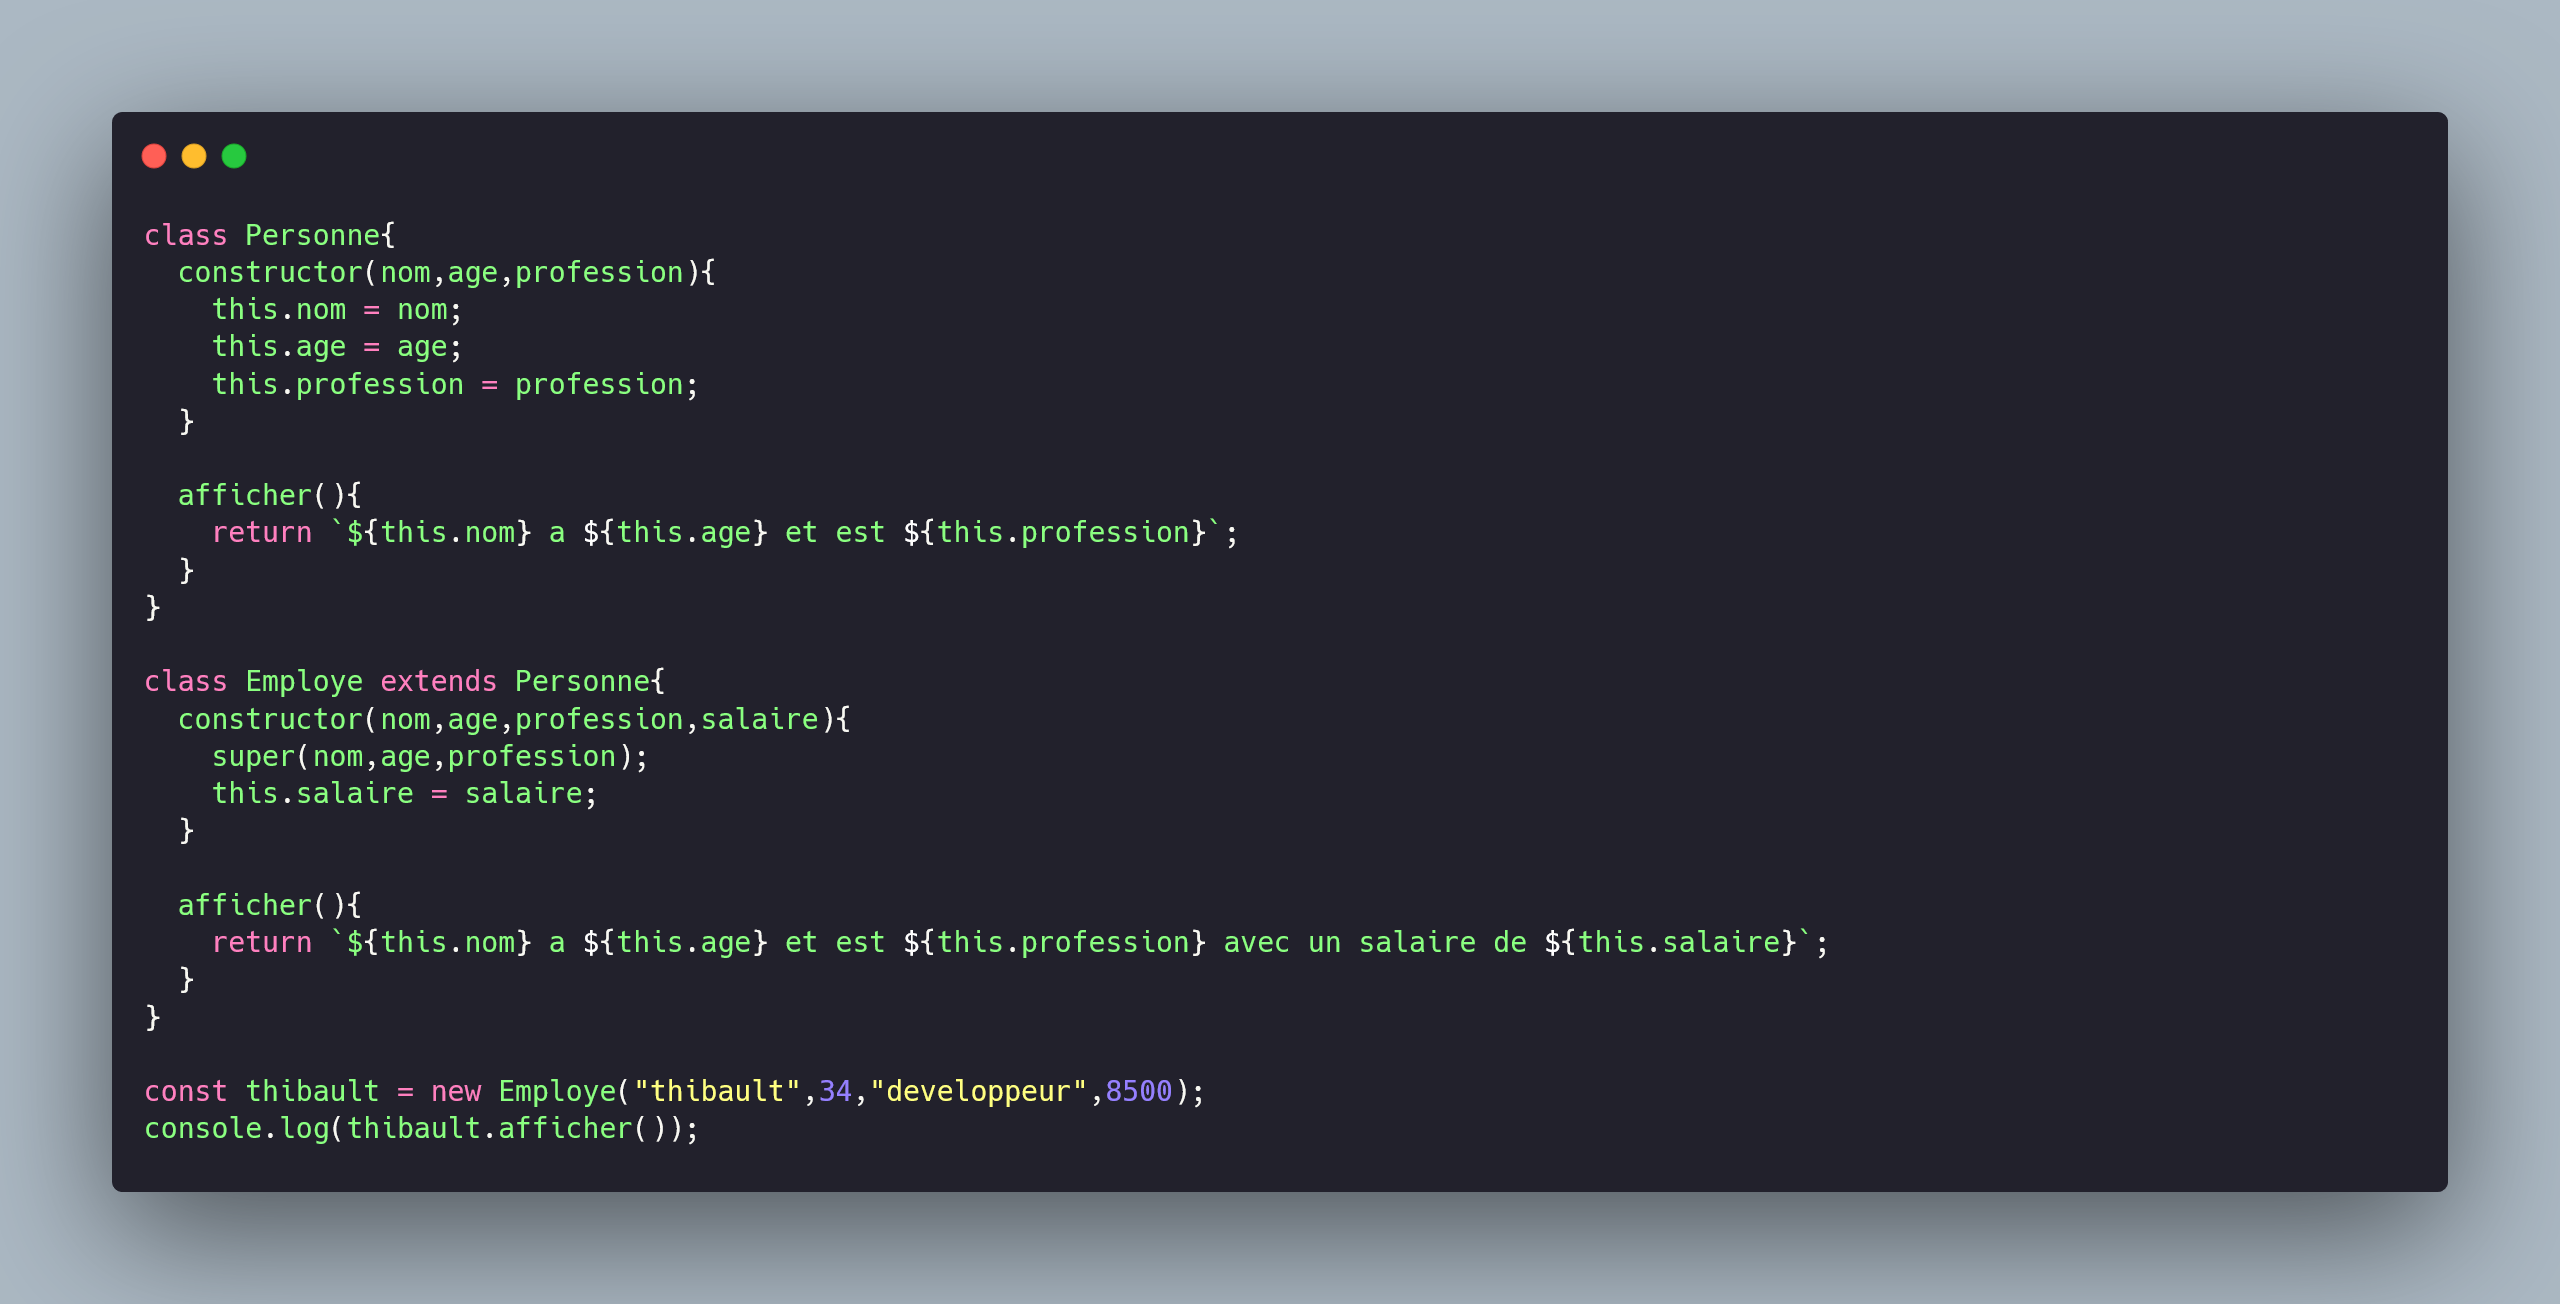 class Personne{
  constructor(nom,age,profession){
    this.nom = nom;
    this.age = age;
    this.profession = profession;
  }

  afficher(){
    return `${this.nom} a ${this.age} et est ${this.profession}`;
  }
}

class Employe extends Personne{
  constructor(nom,age,profession,salaire){
    super(nom,age,profession);
    this.salaire = salaire;
  }

  afficher(){
    return `${this.nom} a ${this.age} et est ${this.profession} avec un salaire de ${this.salaire}`;
  }
}

const thibault = new Employe("thibault",34,"developpeur",8500);
console.log(thibault.afficher());